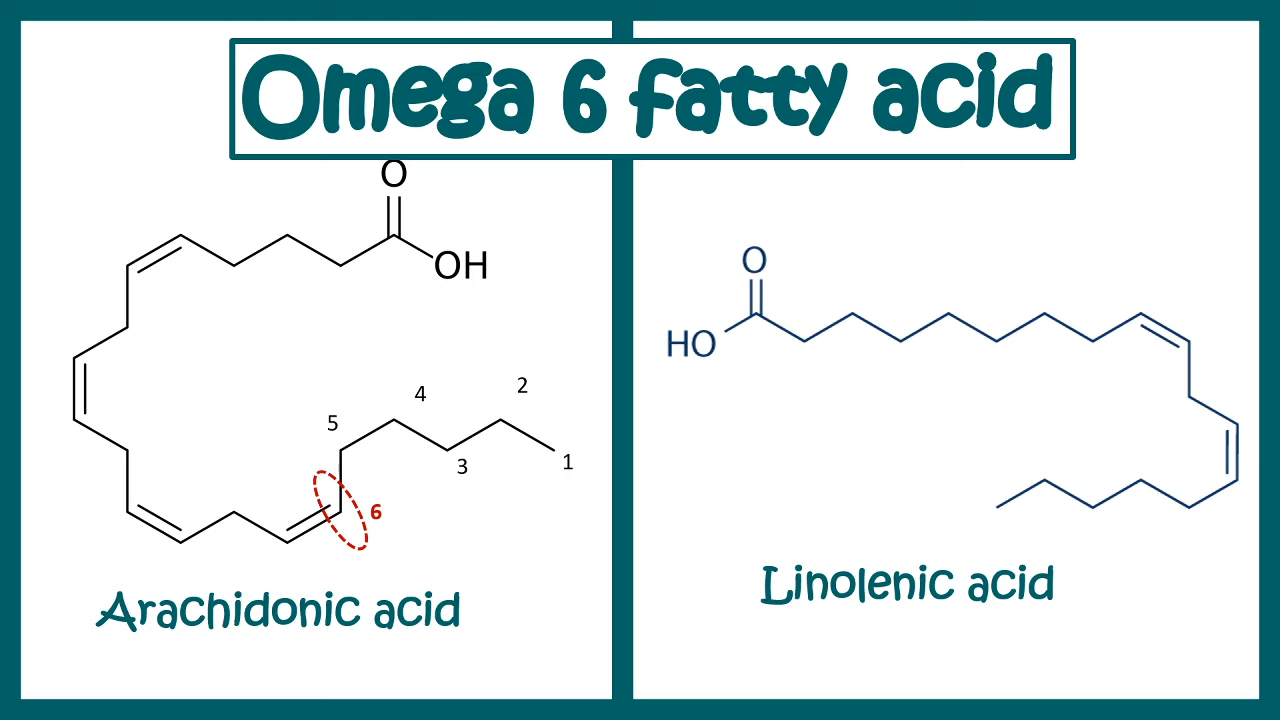 Omega 6 fatty acid
O
OH
5
4
3
2
1
6
Arachidonic acid
O
HO
Linolenic acid